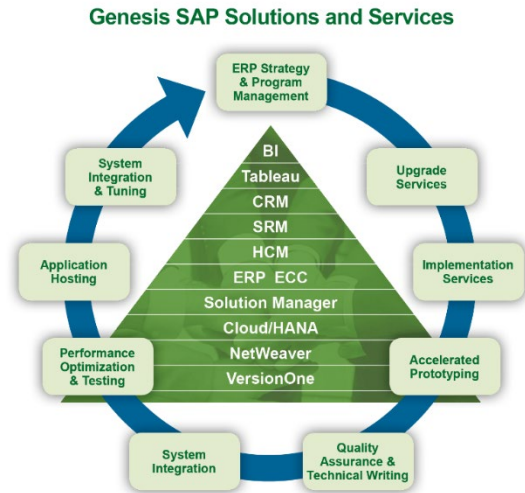 Genesis SAP Solutions and Services
ERP Strategy
& Program
Management
Upgrade
Services
Implementation
Services
Accelerated
Prototyping
Quality
Assurance &
Technical Writing
System
Integration
Performance
Optimization
& Testing
Application
Hosting
System
Integration
& Tuning
BI
Tableau
CRM
SRM
HCM
ERP ECC
Solution Manager
Cloud/HANA
NetWeaver
VersionOne